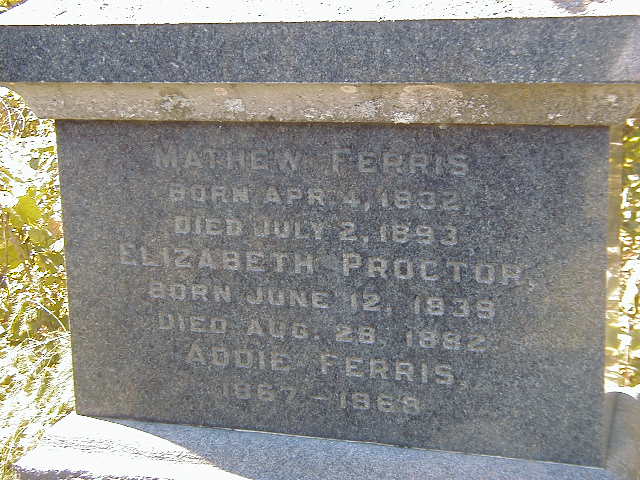 MATHEW FERRIS
BORN APR. 4, 1832.
DIED JULY 2, 1893
ELIZABETH PROCTOR,
BORN JUNE 12, 1839
DIED AUG. 28, 1882
ADDIE FERRIS,
1867 - 1868